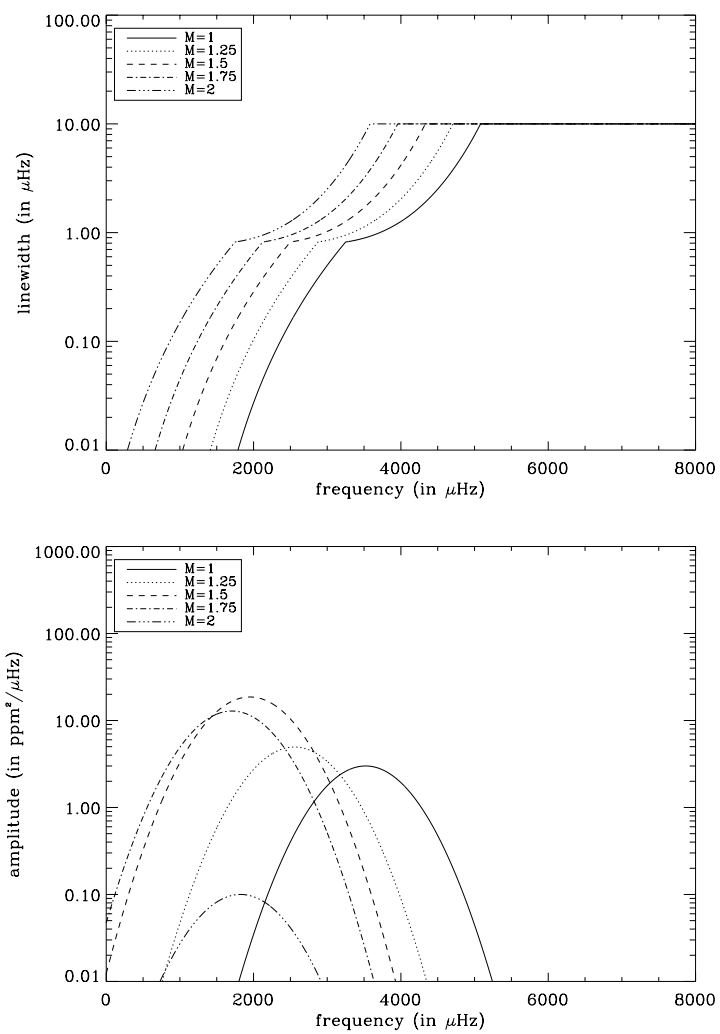 100.00
M=1
M=1.25
M=1.5
M=1.75
M=2
10.00
1.00
0.10
0.01
linewidth (in μHz)
0 2000 4000 6000 8000
frequency (in μHz)
1000.00
M=1
M=1.25
M=1.5
M=1.75
M=2
100.00
10.00
1.00
0.10
0.01
amplitude (in ppm²/μHz)
0 2000 4000 6000 8000
frequency (in μHz)